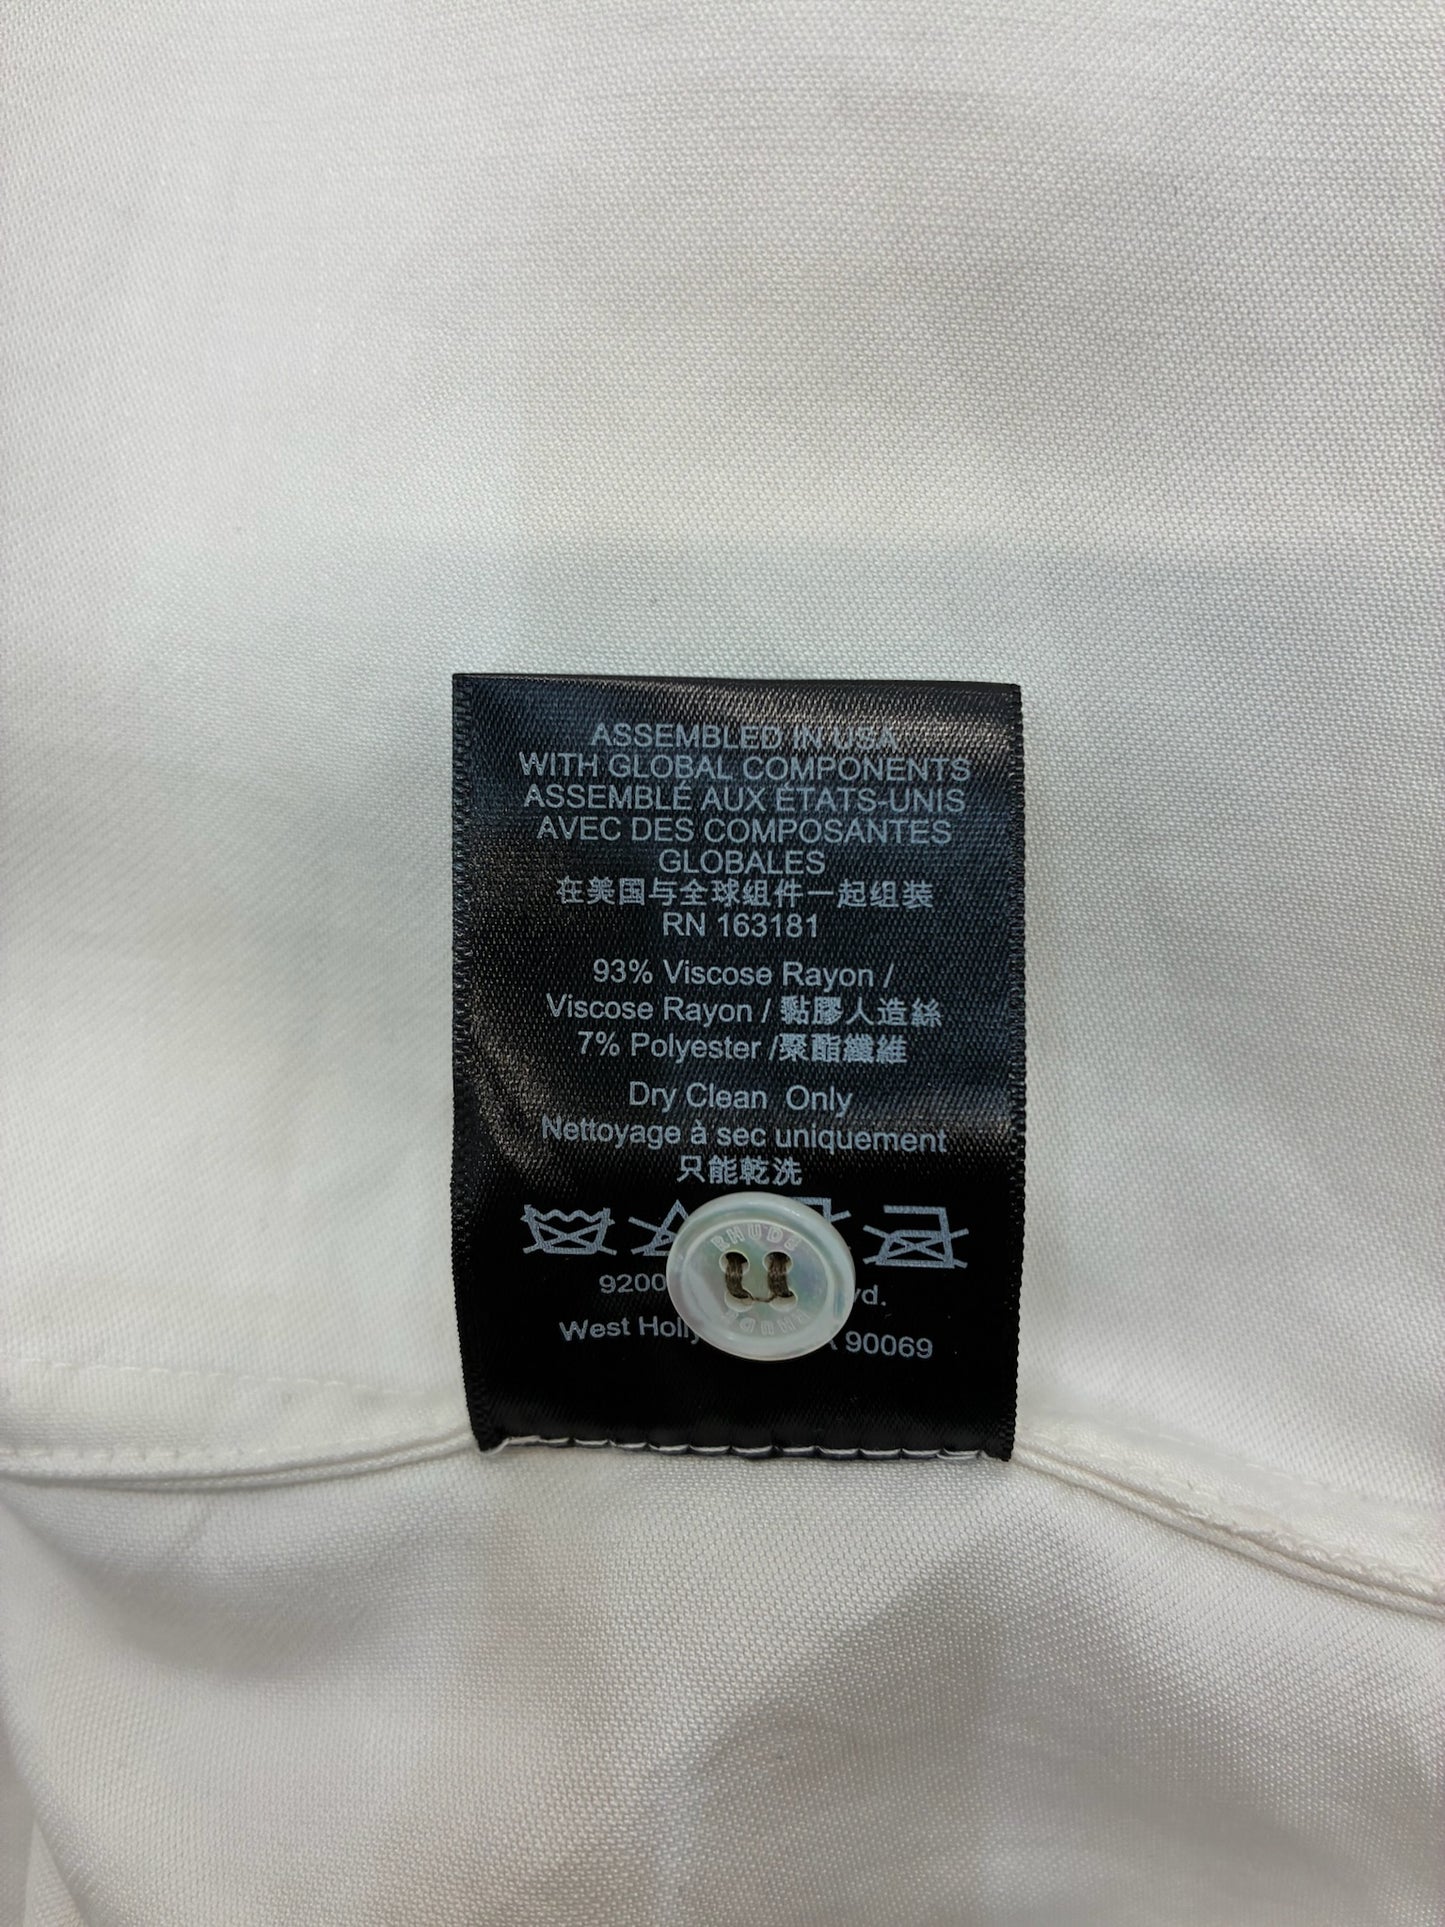 ASSEMBLED IN USA
WITH GLOBAL COMPONENTS
ASSEMBLÉ AUX ÉTATS-UNIS
AVEC DES COMPOSANTES
GLOBALES
在美国与全球组件一起组装
RN 163181
93% Viscose Rayon /
Viscose Rayon / 黏膠人造絲
7% Polyester /聚酯纖維
Dry Clean Only
Nettoyage à sec uniquement
只能乾洗
RHUDE
RHUDE
West 90069